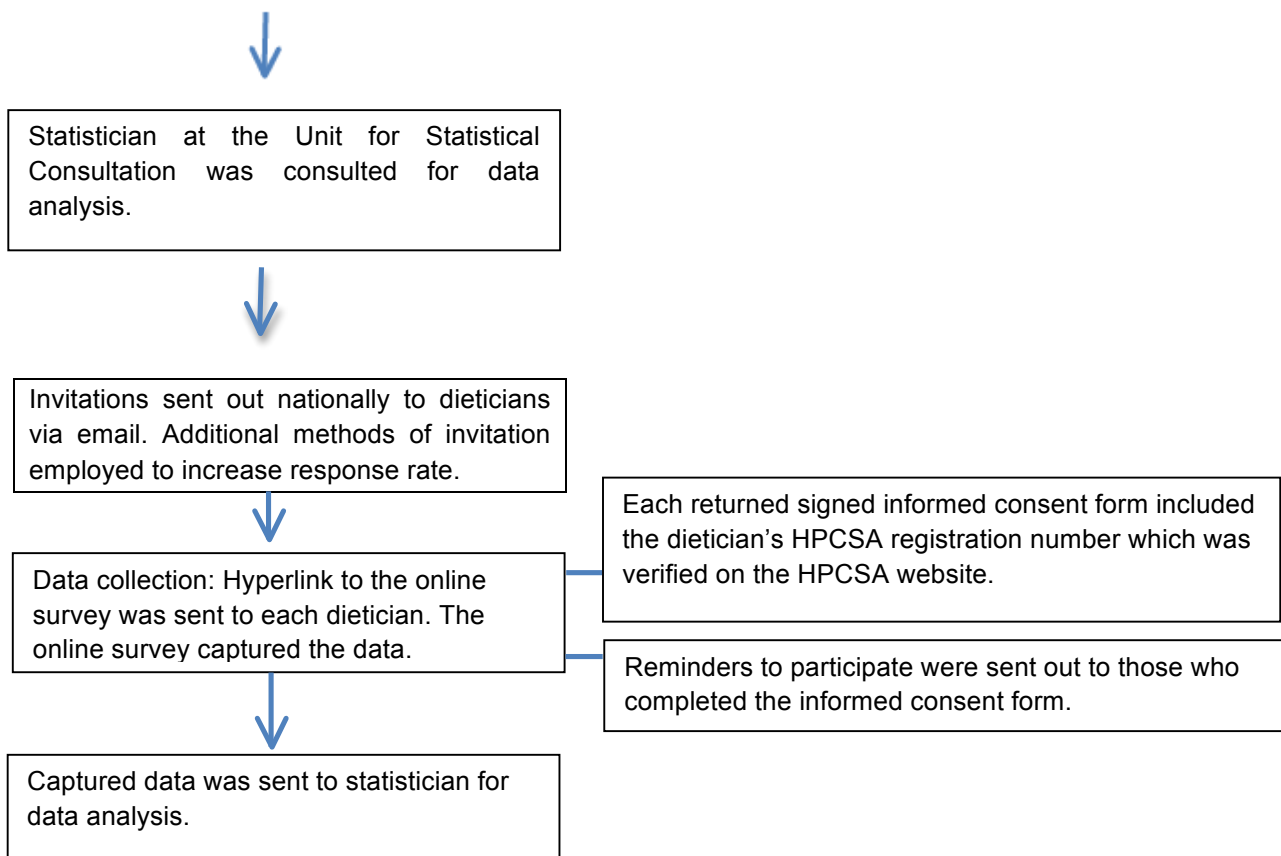 Statistician at the Unit for Statistical
Consultation was consulted for data
analysis.
Invitations sent out nationally to dieticians
via email. Additional methods of invitation
employed to increase response rate.
Each returned signed informed consent form included
the dietician’s HPCSA registration number which was
verified on the HPCSA website.
Data collection: Hyperlink to the online
survey was sent to each dietician. The
online survey captured the data.
Reminders to participate were sent out to those who
completed the informed consent form.
Captured data was sent to statistician for
data analysis.